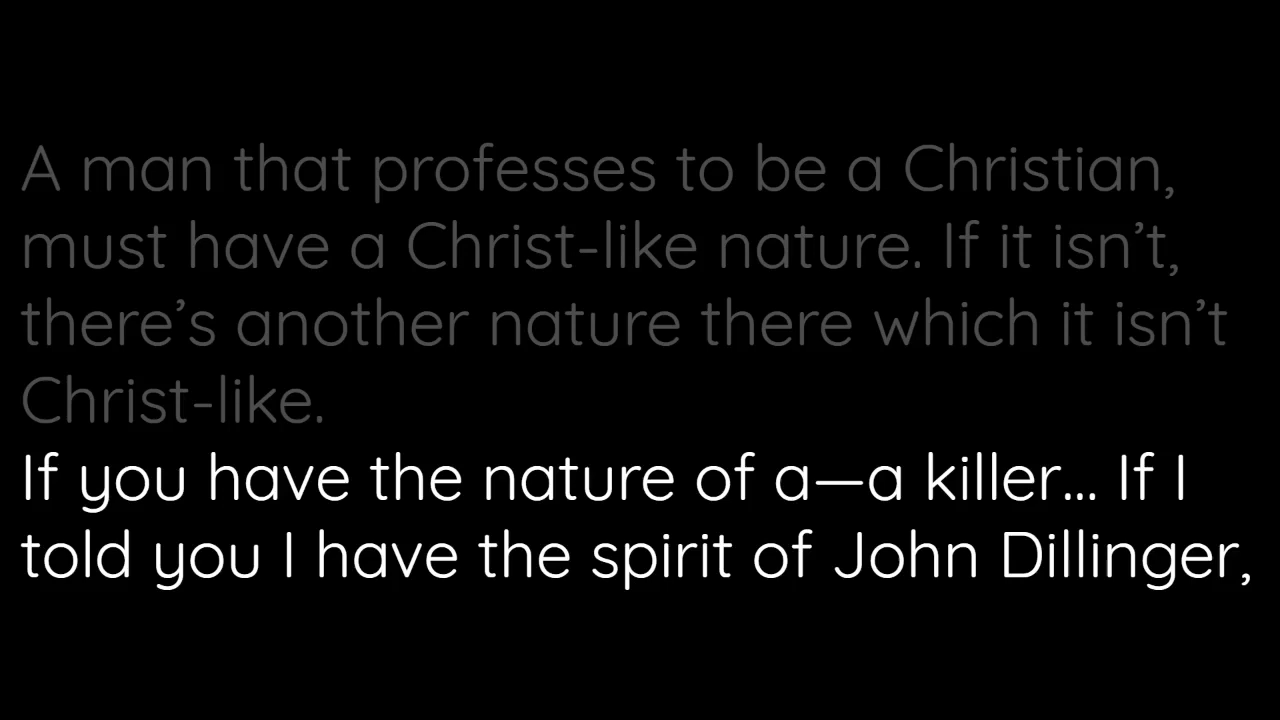 A man that professes to be a Christian,
must have a Christ-like nature. If it isn’t,
there’s another nature there which it isn’t
Christ-like.
If you have the nature of a—a killer... If I
told you I have the spirit of John Dillinger,